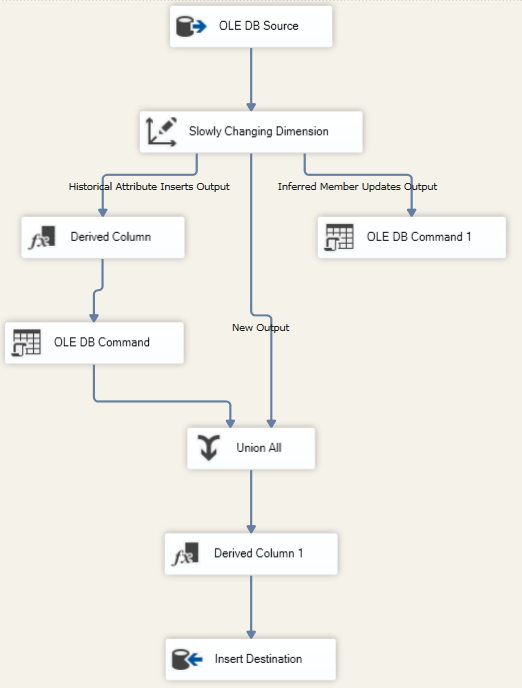 OLE DB Source
Slowly Changing Dimension
Historical Attribute Inserts Output
Inferred Member Updates Output
Derived Column
OLE DB Command 1
New Output
OLE DB Command
Union All
Derived Column 1
Insert Destination